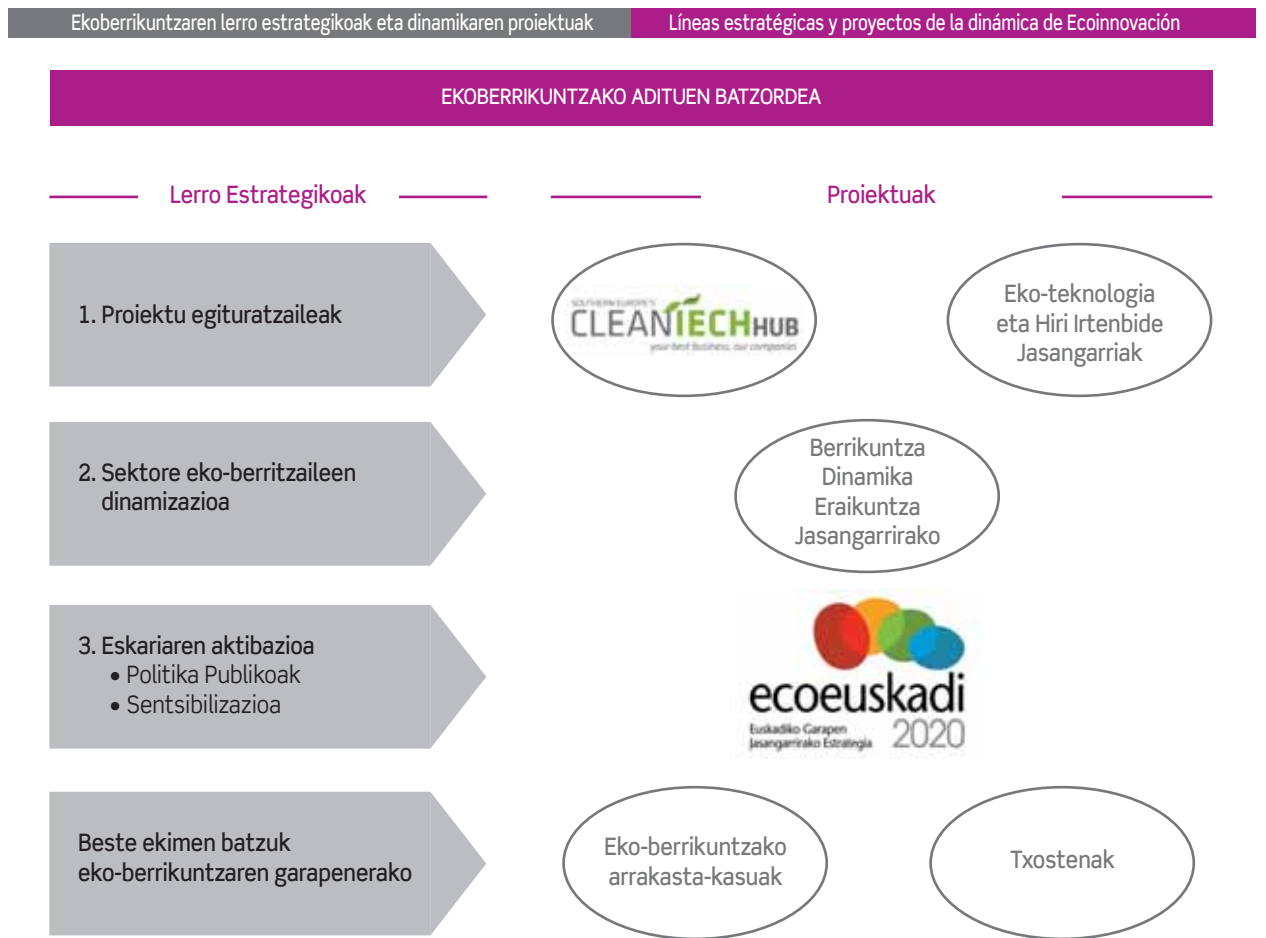 Ekoberrikuntzaren lerro estrategikoak eta dinamikaren proiektuak
Líneas estratégicas y proyectos de la dinámica de Ecoinnovación
EKOBERRIKUNTZAKO ADITUEN BATZORDEA
Lerro Estrategikoak
Proiektuak
1. Proiektu egituratzaileak
SOUTHERN EUROPE'S
CLEANTECH HUB
your best business, our companies
Eko-teknologia
eta Hiri Irtenbide
Jasangarriak
2. Sektore eko-berritzaileen
dinamizazioa
Berrikuntza
Dinamika
Eraikuntza
Jasangarrirako
3. Eskariaren aktibazioa
• Politika Publikoak
• Sentsibilizazioa
ecoeuskadi
2020
Euskadiko Garapen
Jasangarrirako Estrategia
Beste ekimen batzuk
eko-berrikuntzaren garapenerako
Eko-berrikuntzako
arrakasta-kasuak
Txostenak